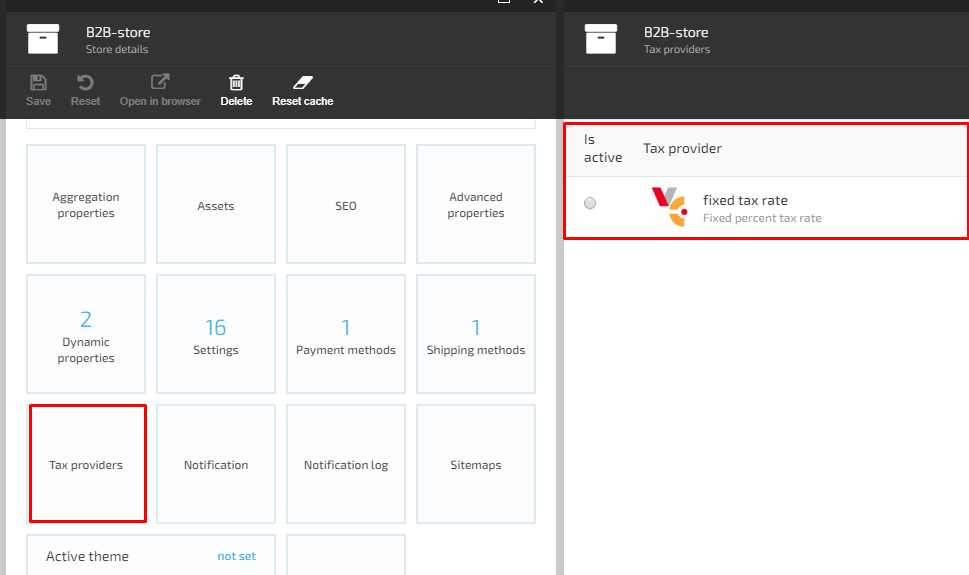 B2B-store
Store details
Save
Reset
Open in browser
Delete
Reset cache
Aggregation
properties
Assets
SEO
Advanced
properties
2
Dynamic
properties
16
Settings
1
Payment methods
1
Shipping methods
Tax providers
Notification
Notification log
Sitemaps
Active theme
not set
B2B-store
Tax providers
Is
active
Tax provider
fixed tax rate
Fixed percent tax rate